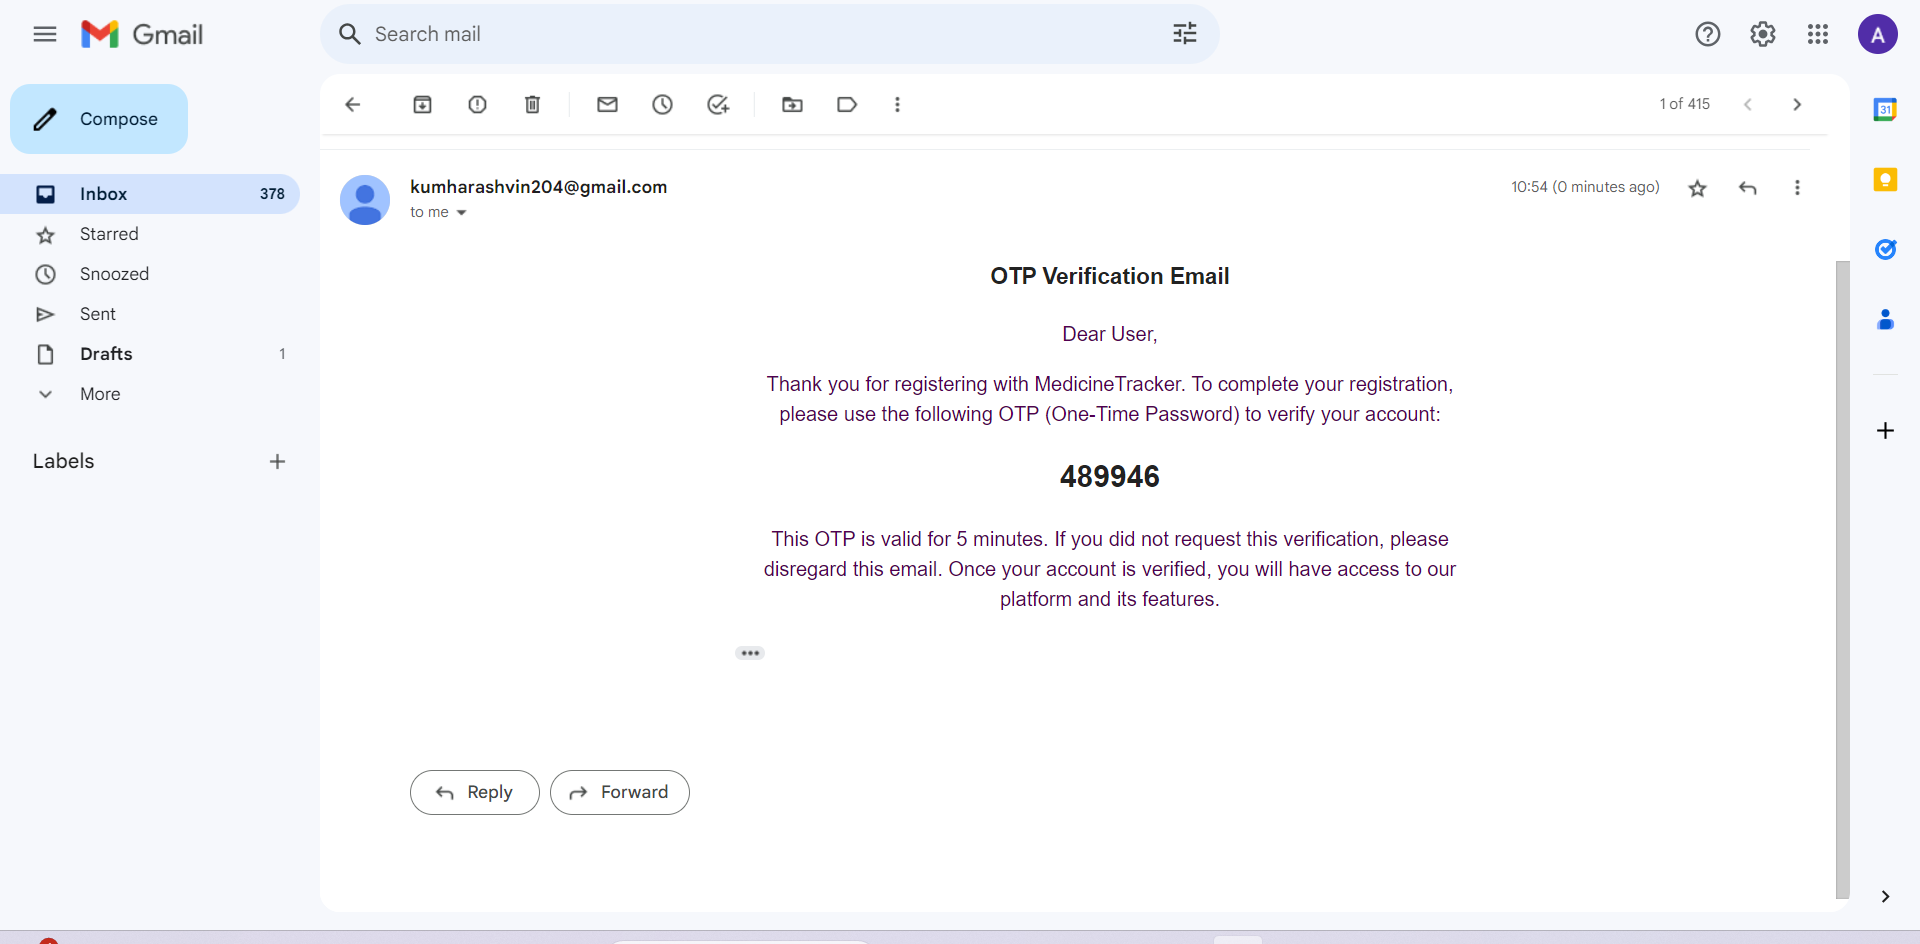 Gmail
Search mail
A
Compose
1 of 415
31
Inbox 378
Starred
Snoozed
Sent
Drafts 1
More
Labels
kumharashvin204@gmail.com
10:54 (0 minutes ago)
to me
OTP Verification Email
Dear User,
Thank you for registering with MedicineTracker. To complete your registration,
please use the following OTP (One-Time Password) to verify your account:
489946
This OTP is valid for 5 minutes. If you did not request this verification, please
disregard this email. Once your account is verified, you will have access to our
platform and its features.
Reply
Forward